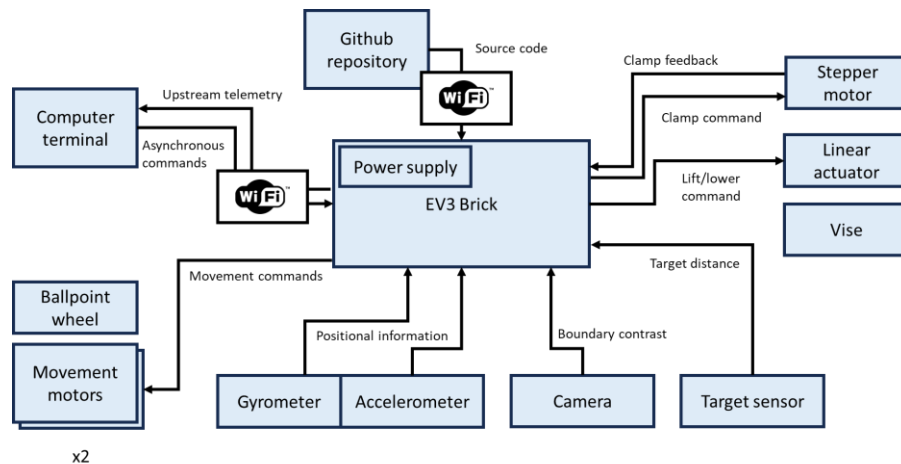 Github
repository
Source code
WiFi™
Clamp feedback
Stepper
motor
Clamp command
Upstream telemetry
Computer
terminal
Asynchronous
commands
WiFi™
Power supply
EV3 Brick
Linear
actuator
Lift/lower
command
Vise
Movement commands
Target distance
Ballpoint
wheel
Positional information
Boundary contrast
Movement
motors
Gyrometer
Accelerometer
Camera
Target sensor
x2